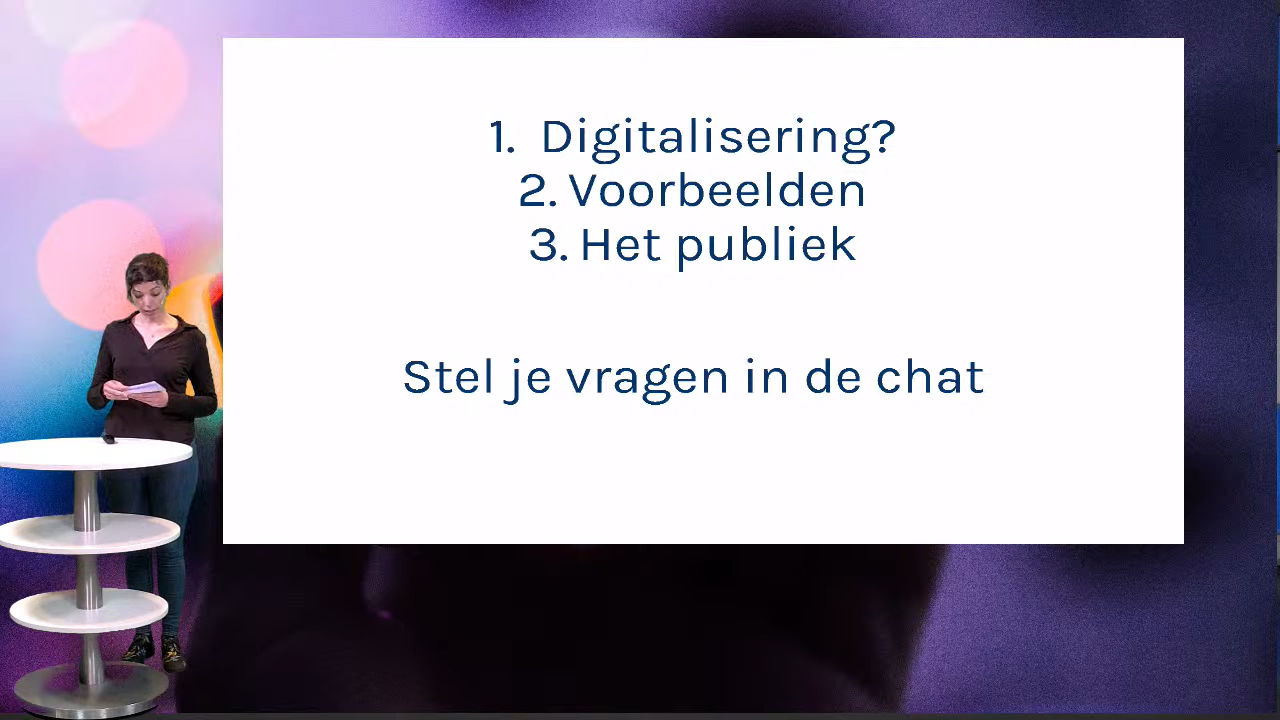 1. Digitalisering?
2. Voorbeelden
3. Het publiek
Stel je vragen in de chat